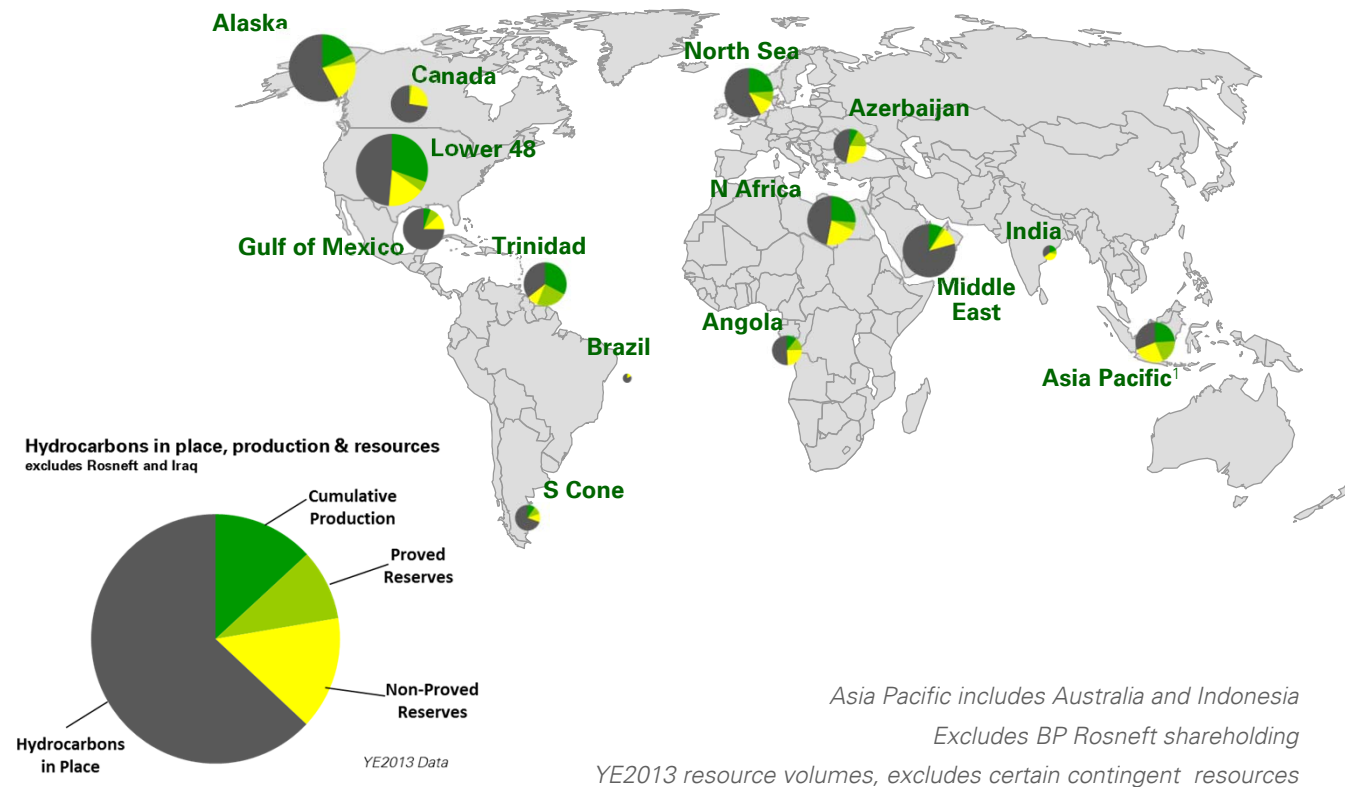 Alaska
Canada
Lower 48
Gulf of Mexico
Trinidad
Brazil
S Cone
North Sea
Azerbaijan
N Africa
India
Middle
East
Angola
Asia Pacific¹
Hydrocarbons in place, production & resources
excludes Rosneft and Iraq
Cumulative
Production
Proved
Reserves
Non-Proved
Reserves
Hydrocarbons
in Place
YE2013 Data
Asia Pacific includes Australia and Indonesia
Excludes BP Rosneft shareholding
YE2013 resource volumes, excludes certain contingent resources